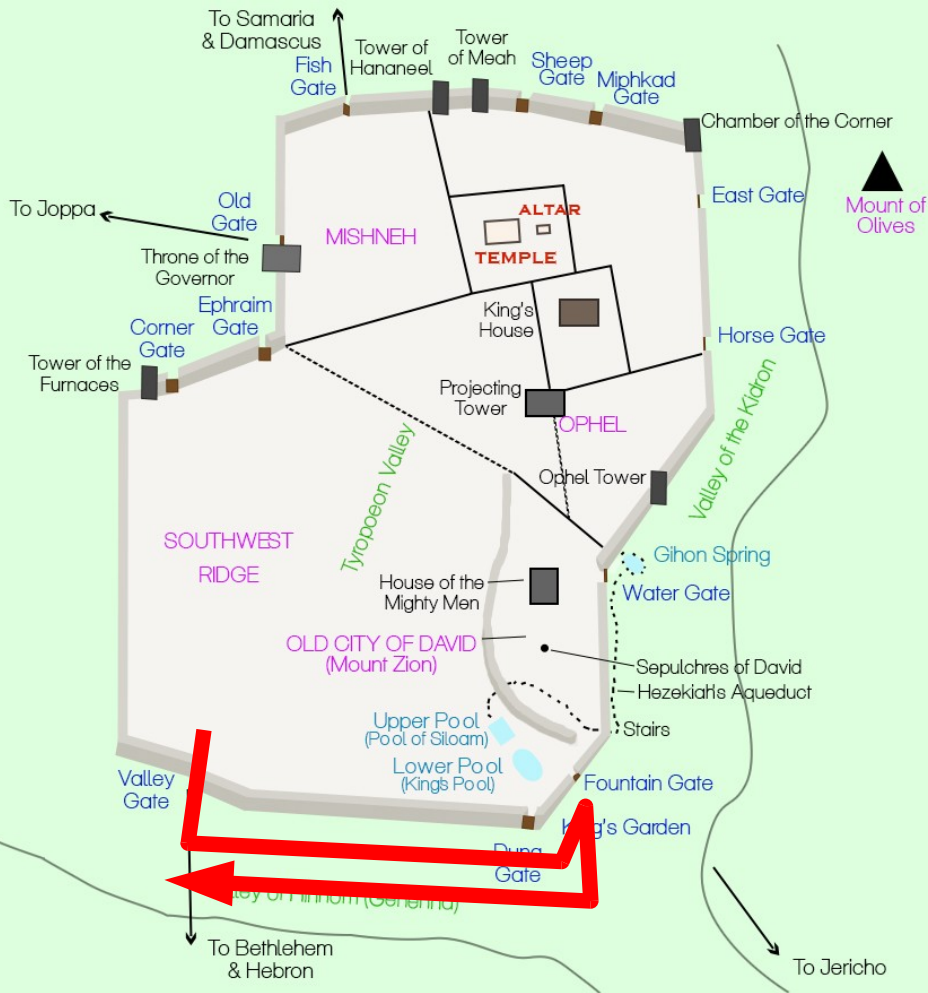 To Samaria
& Damascus
Tower of
Hananeel
Tower
of Meah
Fish
Gate
Sheep
Gate
Miphkad
Gate
Chamber of the Corner
East Gate
Mount of
Olives
To Joppa
Old
Gate
MISHNEH
ALTAR
TEMPLE
Throne of the
Governor
Ephraim
Gate
Corner
Gate
King's
House
Horse Gate
Tower of the
Furnaces
Projecting
Tower
OPHEL
Valley of the Kidron
Tyropoeon Valley
Ophel Tower
SOUTHWEST
RIDGE
Gihon Spring
House of the
Mighty Men
Water Gate
OLD CITY OF DAVID
(Mount Zion)
Sepulchres of David
Hezekiah's Aqueduct
Upper Pool
(Pool of Siloam)
Stairs
Lower Pool
(King's Pool)
Valley
Gate
Fountain Gate
Garden
Gate
To Bethlehem
& Hebron
To Jericho